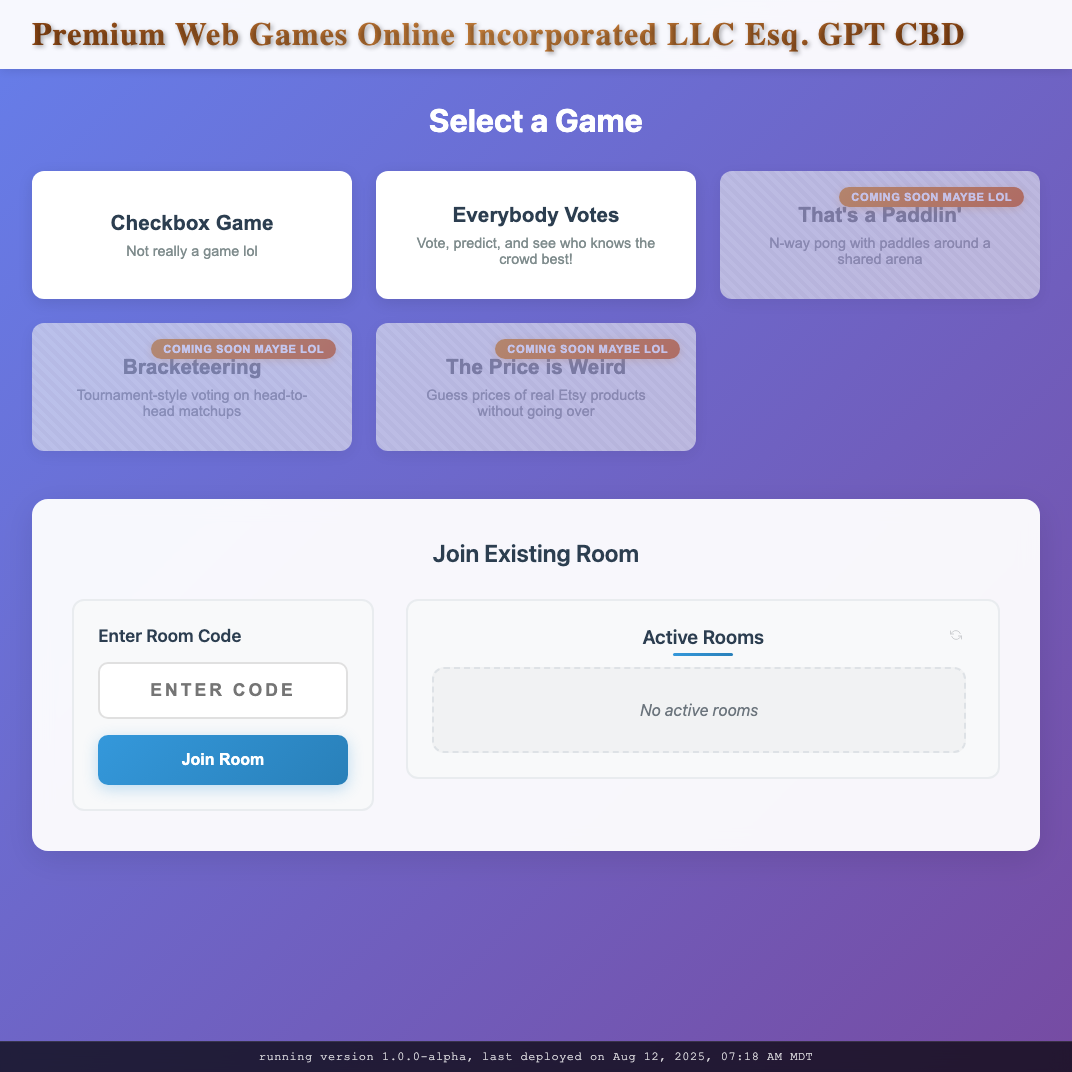 Premium Web Games Online Incorporated LLC Esq. GPT CBD
Select a Game
Checkbox Game
Not really a game lol
Everybody Votes
Vote, predict, and see who knows the
crowd best!
COMING SOON MAYBE LOL
That's a Paddlin'
N-way pong with paddles around a
shared arena
COMING SOON MAYBE LOL
Bracketeering
Tournament-style voting on head-to-
head matchups
COMING SOON MAYBE LOL
The Price is Weird
Guess prices of real Etsy products
without going over
Join Existing Room
Enter Room Code
ENTER CODE
Join Room
Active Rooms
No active rooms
running version 1.0.0-alpha, last deployed on Aug 12, 2025, 07:18 AM MDT